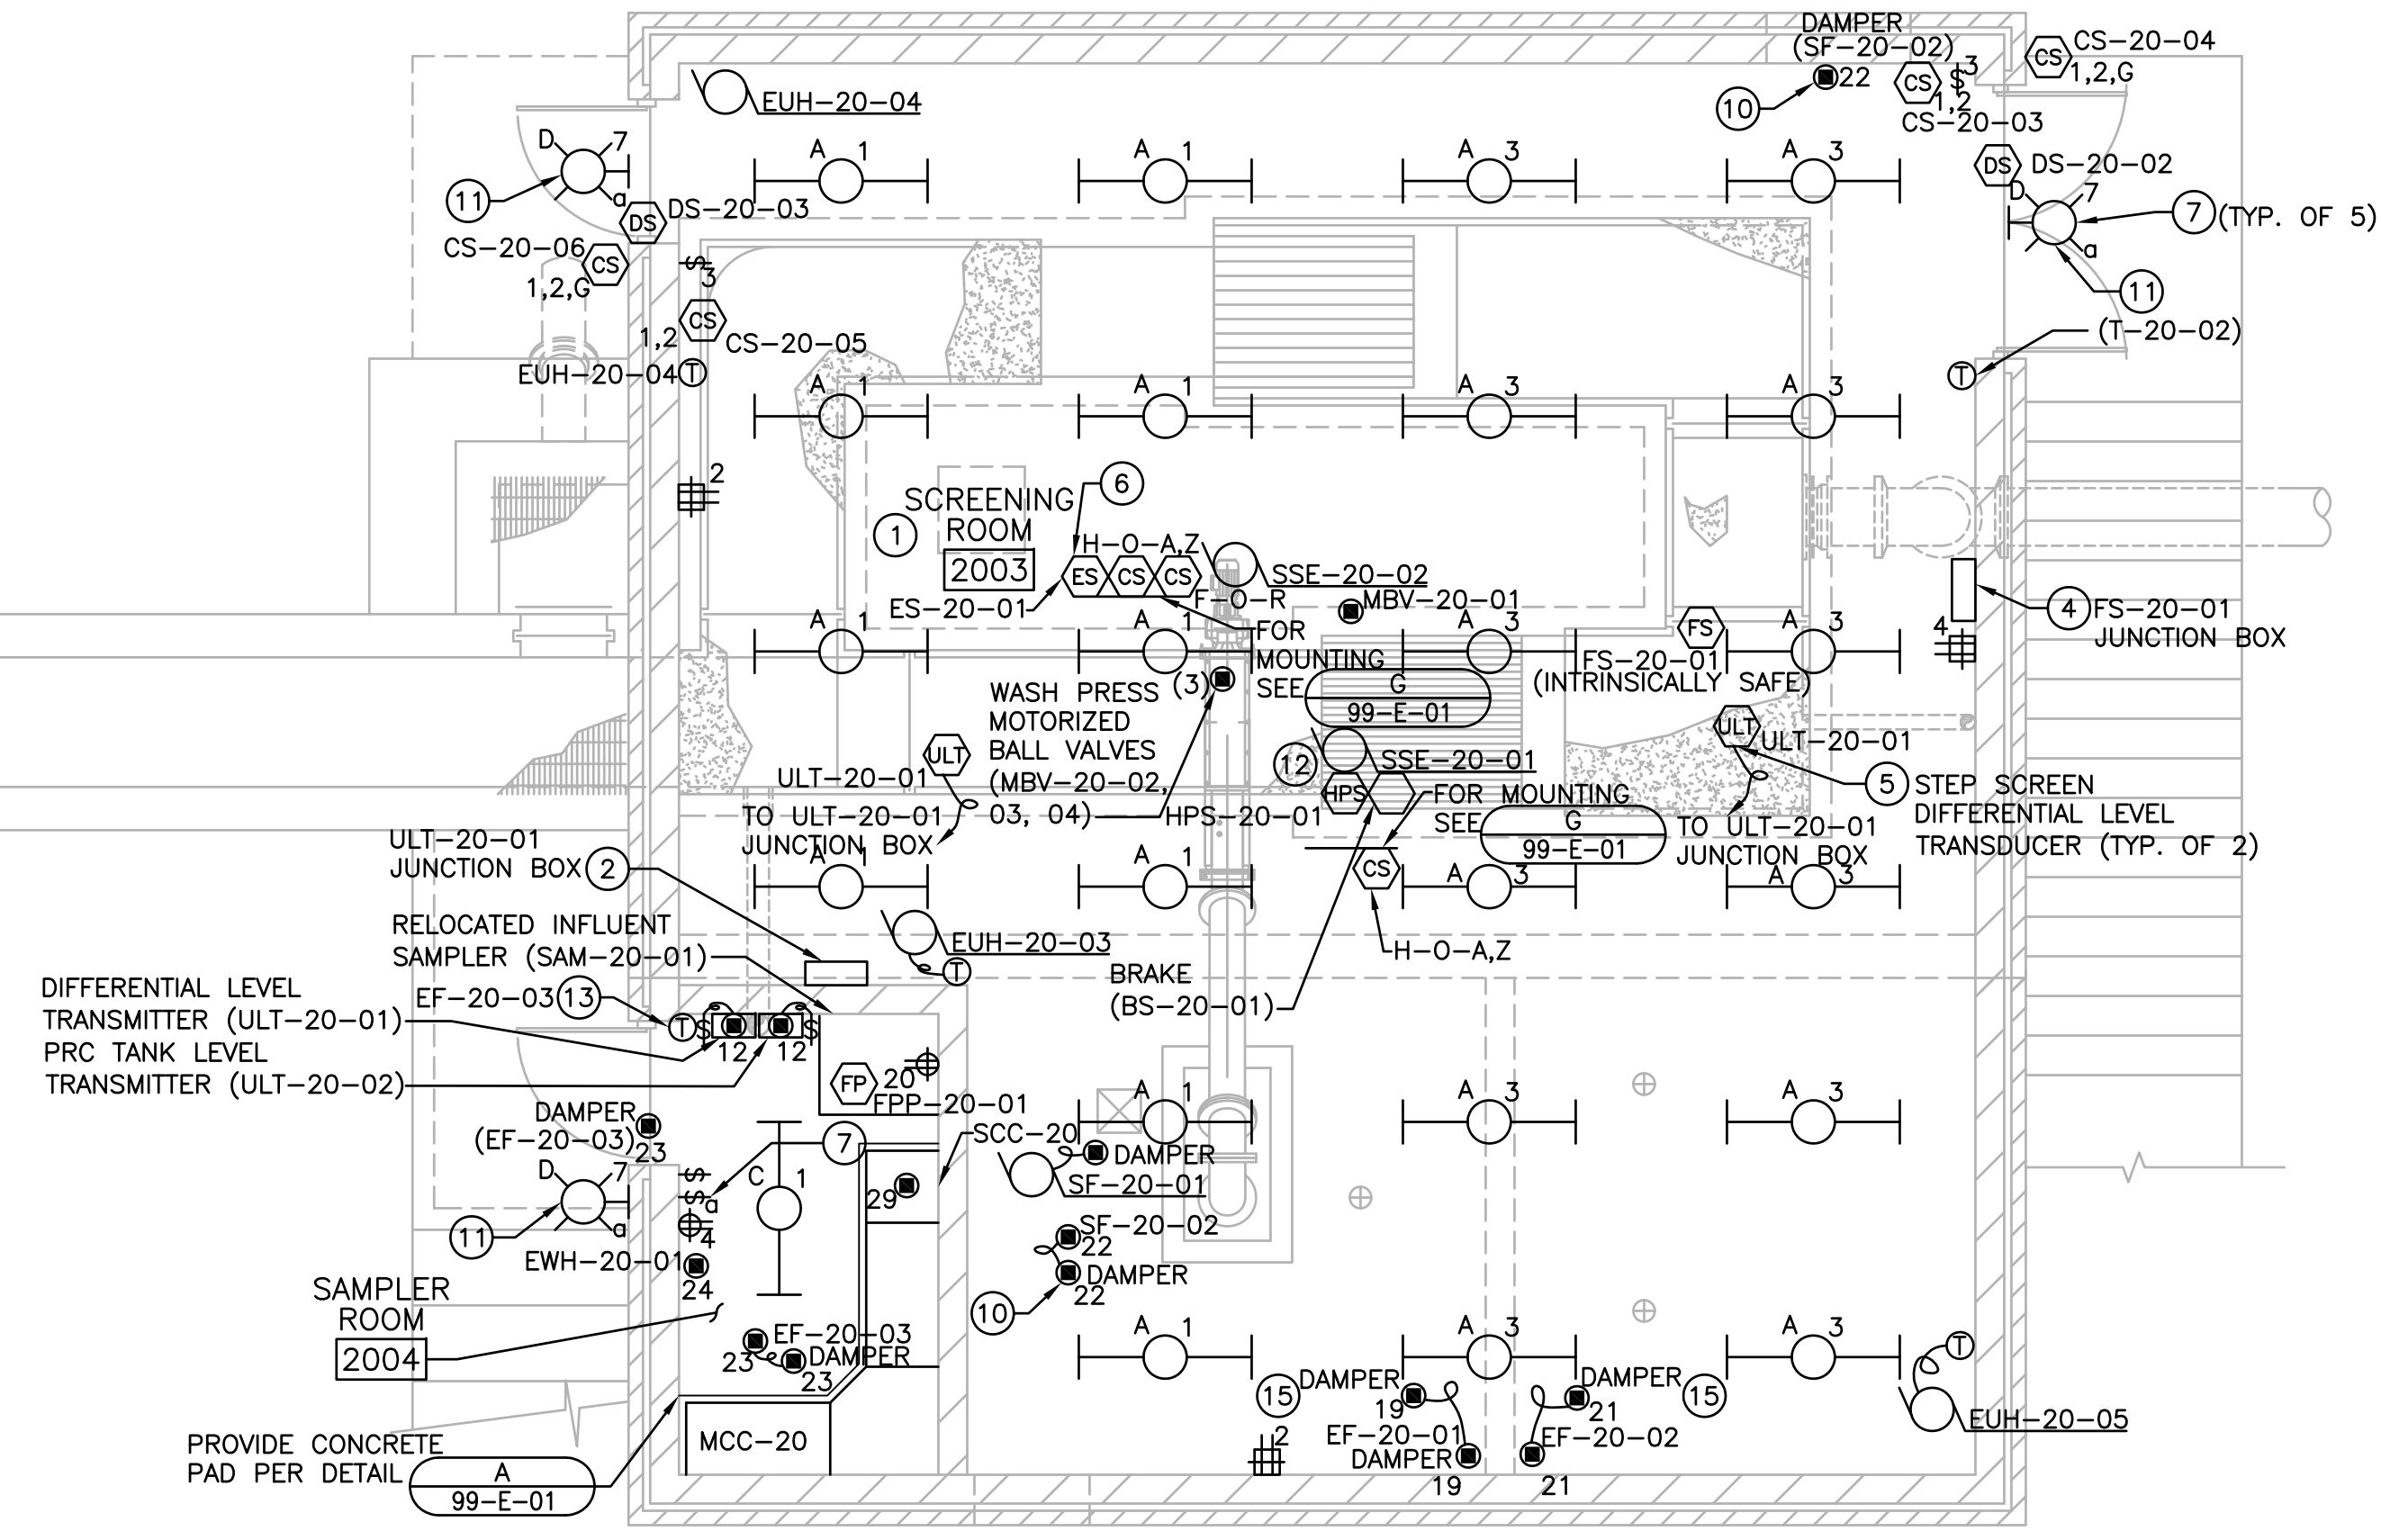 DAMPER
(SF-20-02)
22
10
CS
$
3
1,2
CS-20-03
CS
CS-20-04
1,2,G
EUH-20-04
D
7
a
11
A
1
A
1
A
3
A
3
DS
DS-20-02
D
7
a
7
(TYP. OF 5)
11
DS
DS-20-03
CS-20-06
CS
1,2,G
$
3
CS
1,2
CS-20-05
EUH-20-04
T
(T-20-02)
T
A
1
A
1
A
3
A
3
2
6
SCREENING
ROOM
1
2003
H-O-A,Z
ES
CS
CS
SSE-20-02
ES-20-01
F-O-R
MBV-20-01
FOR
MOUNTING
SEE
G
99-E-01
FS
FS-20-01
(INTRINSICALLY SAFE)
4
4
FS-20-01
JUNCTION BOX
A
1
A
1
A
3
A
3
WASH PRESS
(3)
MOTORIZED
BALL VALVES
(MBV-20-02,
03, 04)
ULT
ULT-20-01
TO ULT-20-01
JUNCTION BOX
12
SSE-20-01
HPS
HPS-20-01
FOR MOUNTING
SEE
G
99-E-01
ULT
ULT-20-01
TO ULT-20-01
JUNCTION BOX
5
STEP SCREEN
DIFFERENTIAL LEVEL
TRANSDUCER (TYP. OF 2)
ULT-20-01
JUNCTION BOX
2
A
1
A
1
A
3
A
3
CS
H-O-A,Z
RELOCATED INFLUENT
SAMPLER (SAM-20-01)
EUH-20-03
T
BRAKE
(BS-20-01)
DIFFERENTIAL LEVEL
TRANSMITTER (ULT-20-01)
PRC TANK LEVEL
TRANSMITTER (ULT-20-02)
EF-20-03
13
T
$
12
12
$
FP
20
FPP-20-01
DAMPER
(EF-20-03)
23
7
SCC-20
D
7
a
11
$
$
a
4
C
1
29
EWH-20-01
24
A
1
A
3
A
3
DAMPER
SF-20-01
SF-20-02
22
DAMPER
22
10
SAMPLER
ROOM
2004
EF-20-03
23
DAMPER
23
A
1
A
3
A
3
T
EUH-20-05
15
DAMPER
19
EF-20-01
DAMPER
19
2
DAMPER
21
15
EF-20-02
21
MCC-20
PROVIDE CONCRETE
PAD PER DETAIL
A
99-E-01